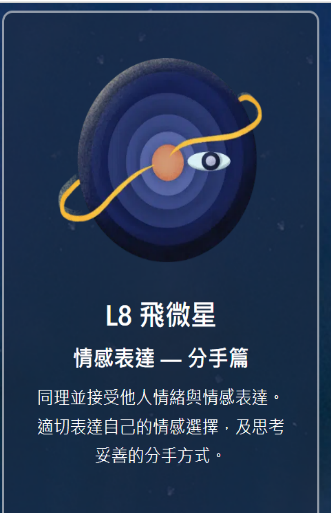 L8 飛微星
情感表達 — 分手篇
同理並接受他人情緒與情感表達。
適切表達自己的情感選擇，及思考
妥善的分手方式。